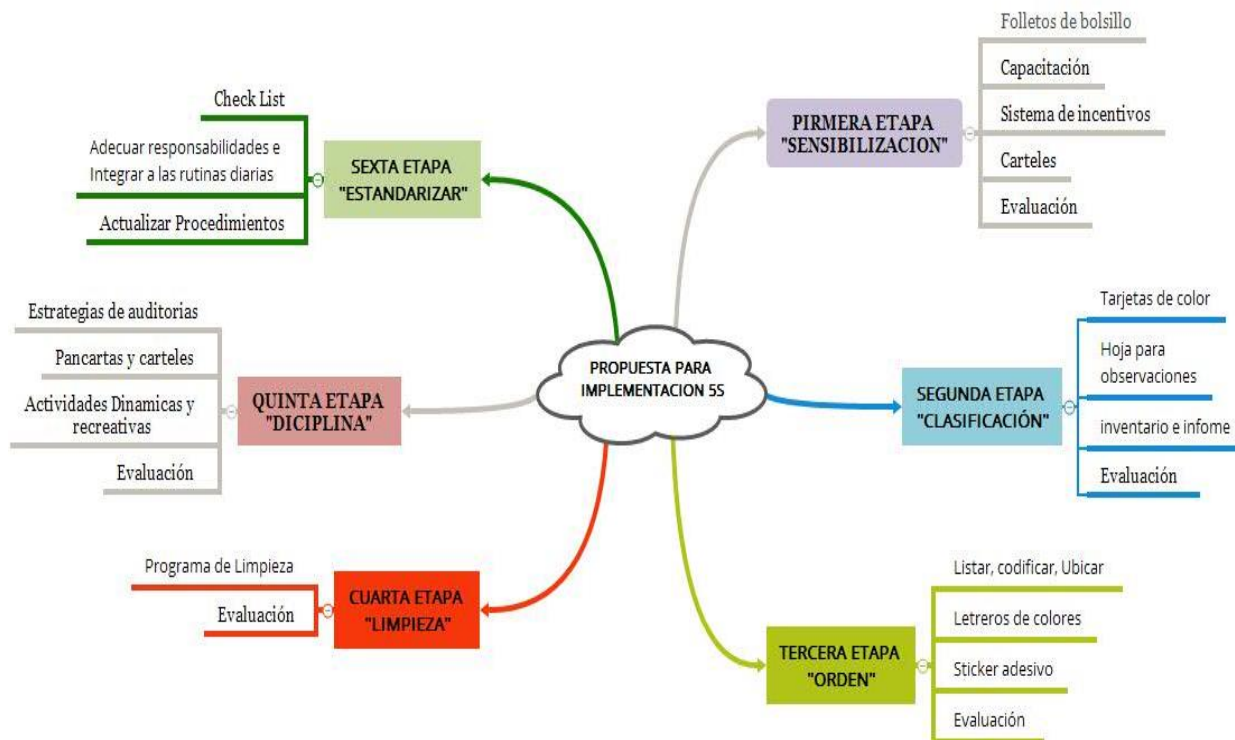 PROPUESTA PARA
IMPLEMENTACION 5S
PIRMERA ETAPA
"SENSIBILIZACION"
Folletos de bolsillo
Capacitación
Sistema de incentivos
Carteles
Evaluación
SEGUNDA ETAPA
"CLASIFICACIÓN"
Tarjetas de color
Hoja para
observaciones
inventario e infome
Evaluación
TERCERA ETAPA
"ORDEN"
Listar, codificar, Ubicar
Letreros de colores
Sticker adesivo
Evaluación
CUARTA ETAPA
"LIMPIEZA"
Programa de Limpieza
Evaluación
QUINTA ETAPA
"DICIPLINA"
Estrategias de auditorias
Pancartas y carteles
Actividades Dinamicas y
recreativas
Evaluación
SEXTA ETAPA
"ESTANDARIZAR"
Check List
Adecuar responsabilidades e
Integrar a las rutinas diarias
Actualizar Procedimientos